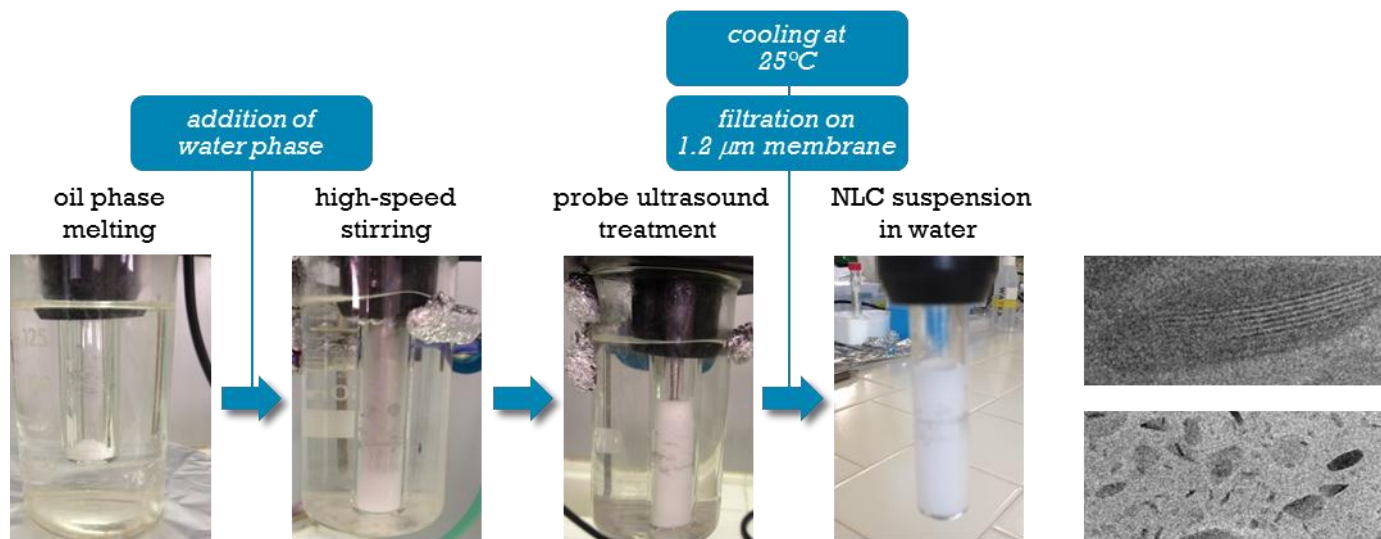 cooling at
25°C
addition of
water phase
filtration on
1.2 µm membrane
oil phase
melting
high-speed
stirring
probe ultrasound
treatment
NLC suspension
in water
125